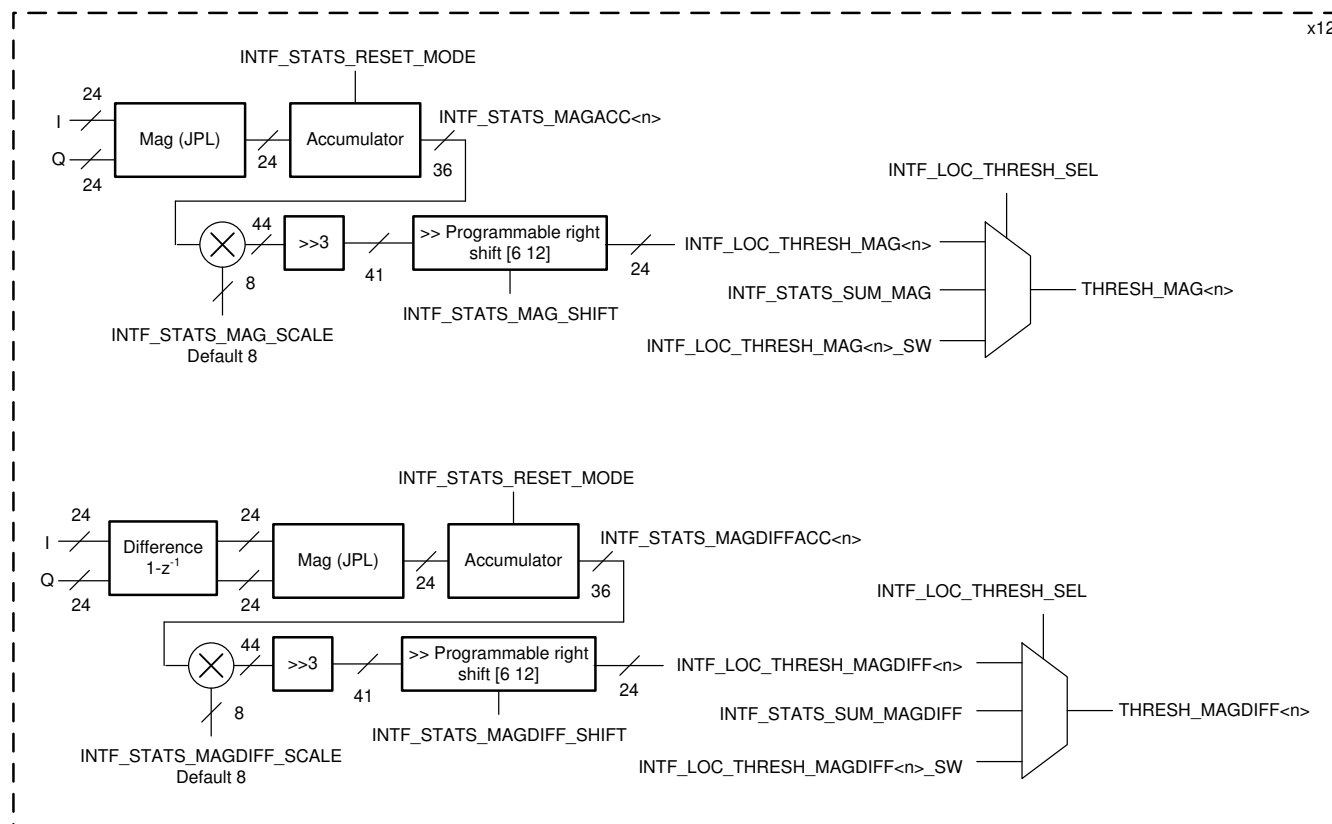 x12
INTF_STATS_RESET_MODE
24
I
Mag (JPL)
24
Accumulator
INTF_STATS_MAGACC<n>
36
Q
24
INTF_LOC_THRESH_SEL
44
>>3
41
>> Programmable right
shift [6 12]
24
INTF_LOC_THRESH_MAG<n>
8
INTF_STATS_SUM_MAG
THRESH_MAG<n>
INTF_STATS_MAG_SHIFT
INTF_STATS_MAG_SCALE
Default 8
INTF_LOC_THRESH_MAG<n>_SW
INTF_STATS_RESET_MODE
24
I
Difference
1-z-1
24
Mag (JPL)
24
Accumulator
INTF_STATS_MAGDIFFACC<n>
36
Q
24
24
INTF_LOC_THRESH_SEL
44
>>3
41
>> Programmable right
shift [6 12]
24
INTF_LOC_THRESH_MAGDIFF<n>
8
INTF_STATS_SUM_MAGDIFF
THRESH_MAGDIFF<n>
INTF_STATS_MAGDIFF_SHIFT
INTF_STATS_MAGDIFF_SCALE
Default 8
INTF_LOC_THRESH_MAGDIFF<n>_SW